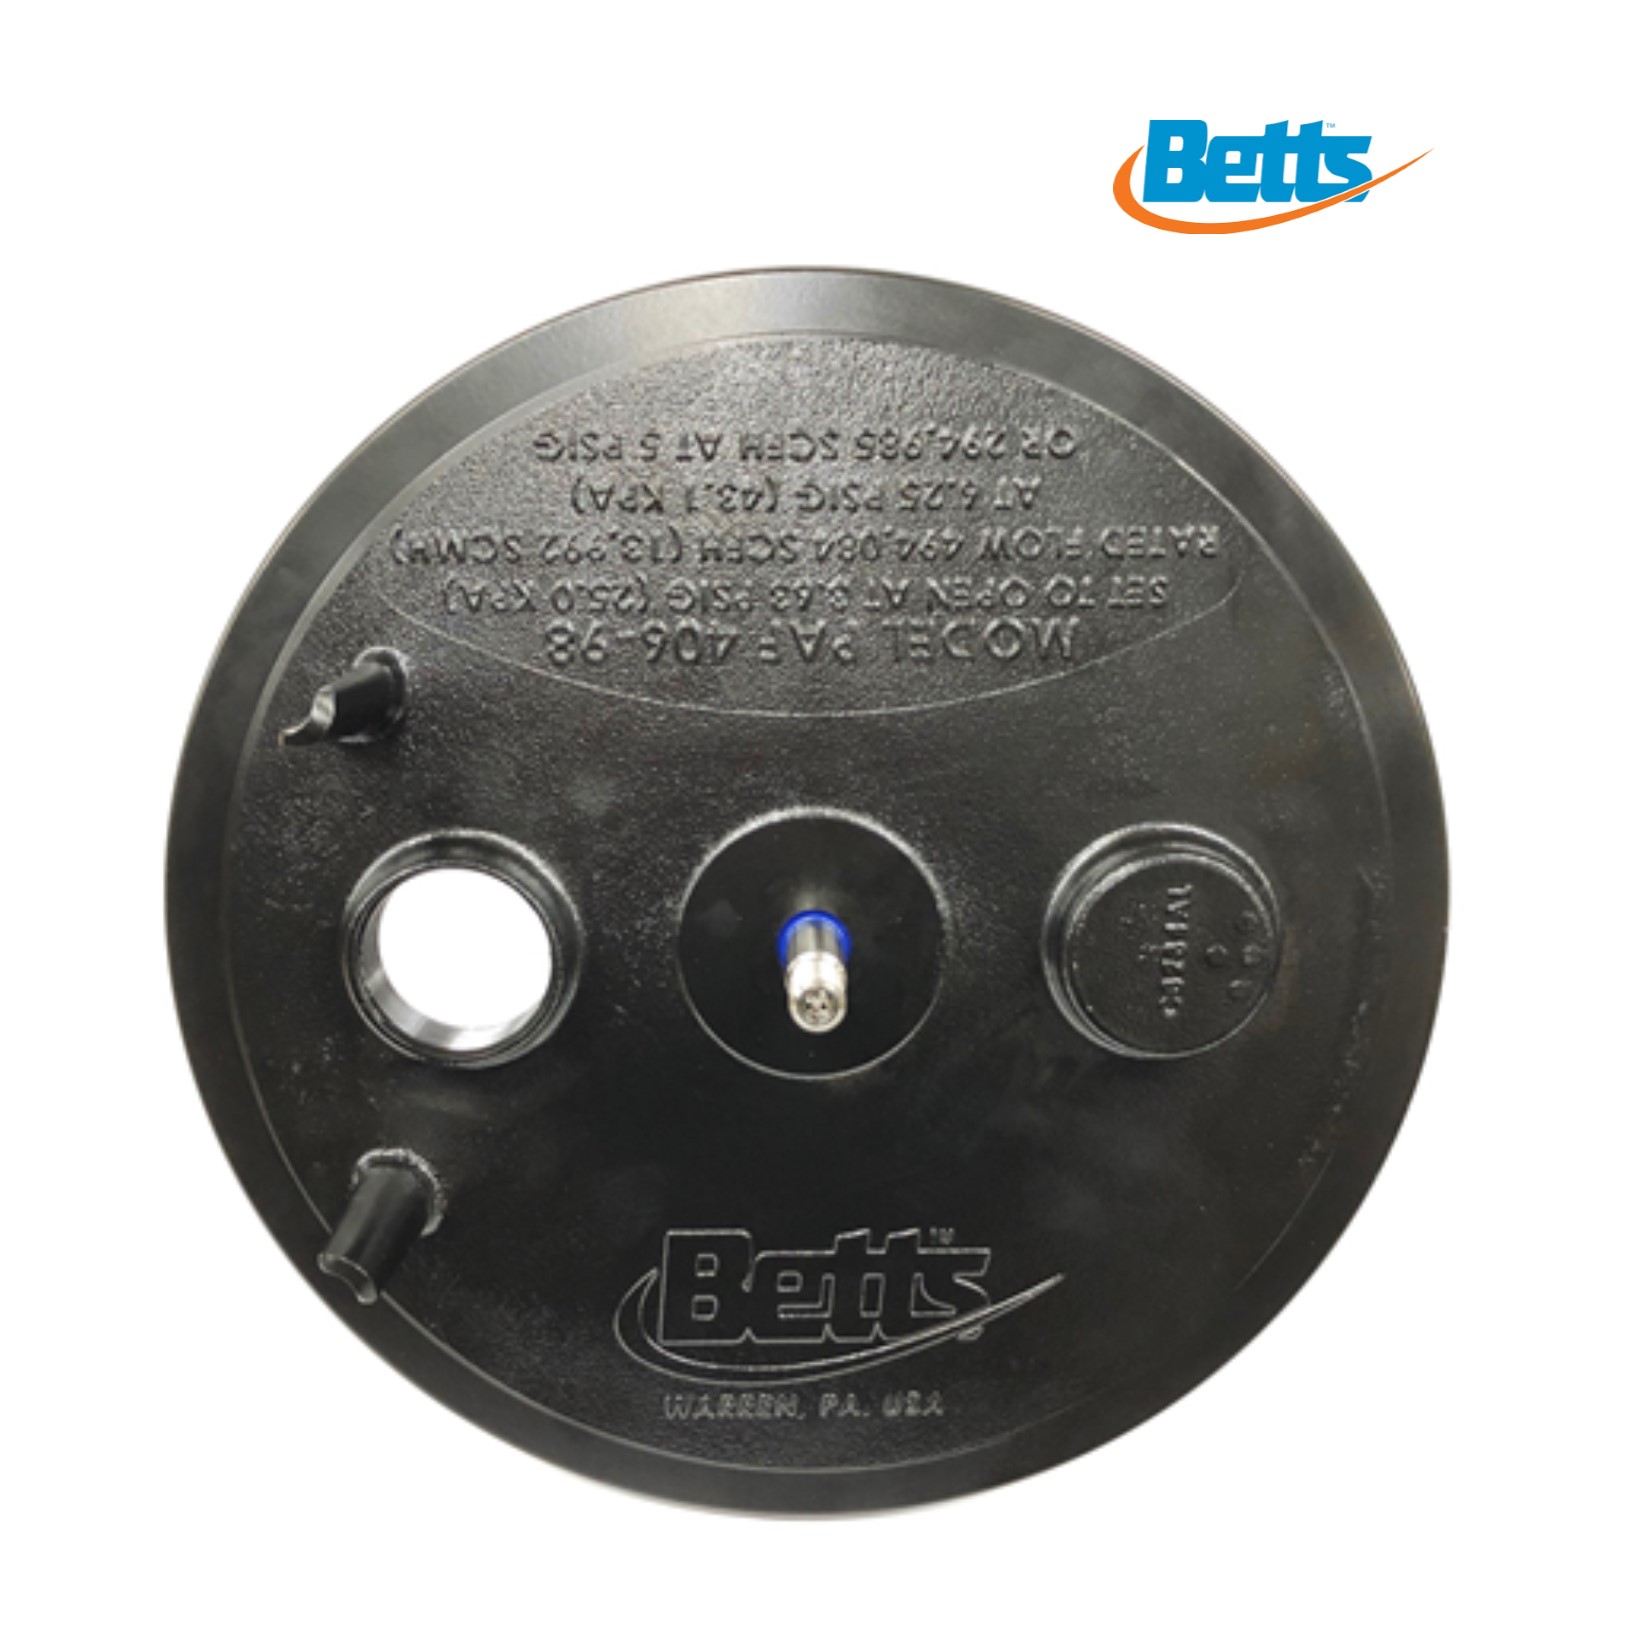 Betts™
MODEL PAF 406-98
SET TO OPEN AT 3.63 PSIG (25.0 KPA)
RATED FLOW 494,084 SCFH (13,992 SCMH)
AT 6.25 PSIG (43.1 KPA)
OR 294,985 SCFH AT 5 PSIG
Betts™
WARREN, PA. USA